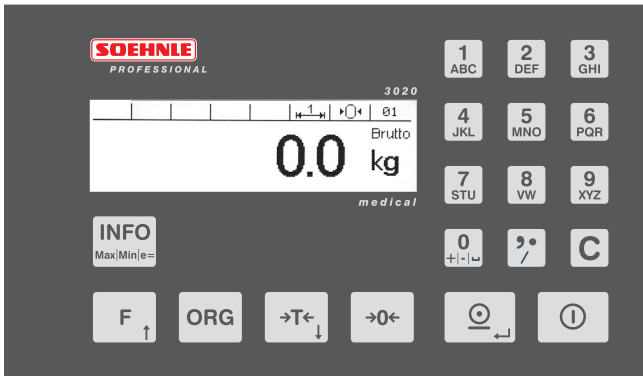 SOEHNLE
PROFESSIONAL
3020
1 →0← 01
Brutto
0.0 kg
medical
1
ABC
2
DEF
3
GHI
4
JKL
5
MNO
6
PQR
7
STU
8
VW
9
XYZ
INFO
Max|Min|e=
0
+|-|⎵
,•
/
C
F ↑
ORG
→T← ↓
→0←